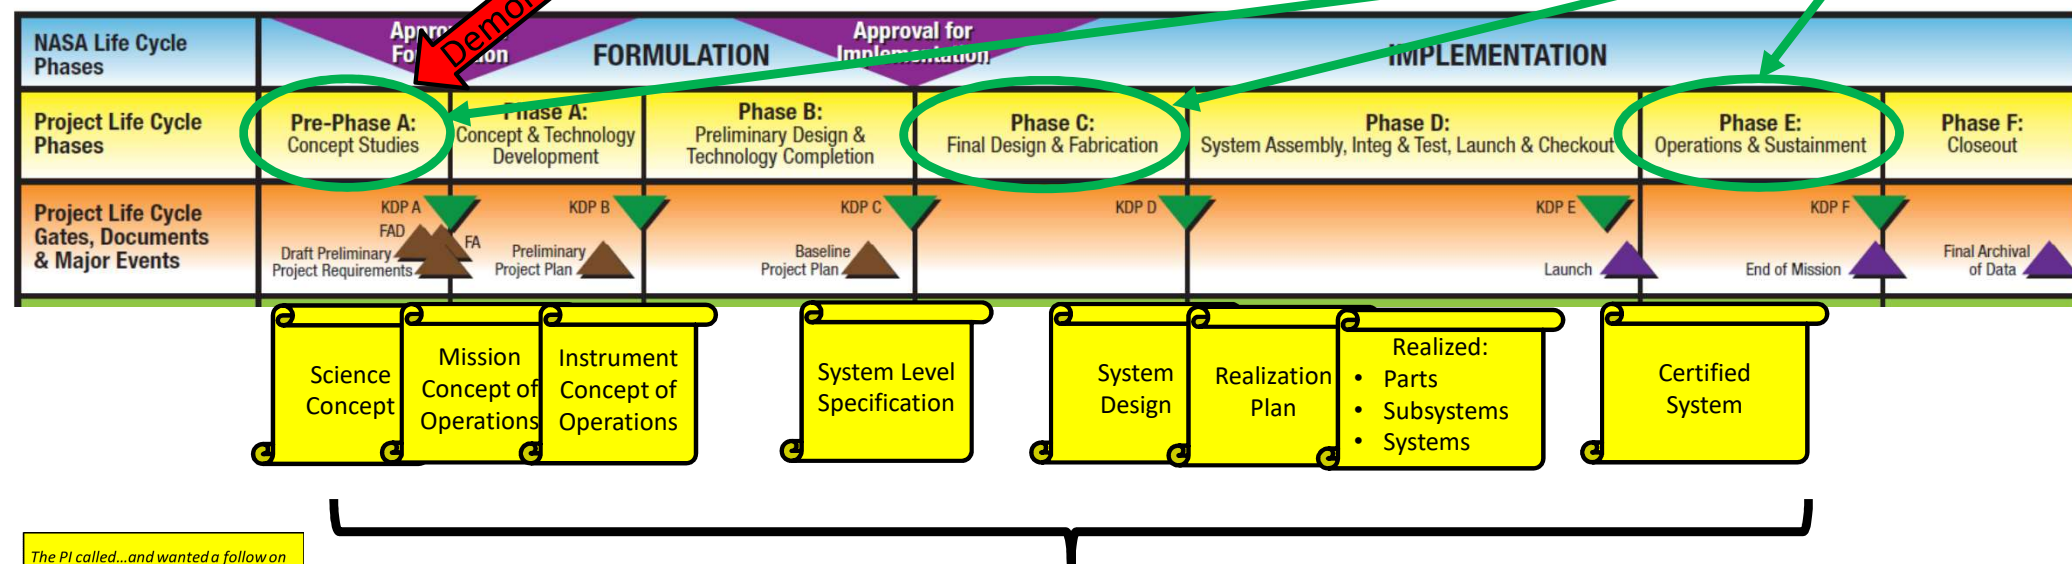 NASA Life Cycle
Phases
FORMULATION
Approval for
Implementation
IMPLEMENTATION
Project Life Cycle
Phases
Pre-Phase A:
Concept Studies
Phase A:
Concept & Technology
Development
Phase B:
Preliminary Design &
Technology Completion
Phase C:
Final Design & Fabrication
Phase D:
System Assembly, Integ & Test, Launch & Checkout
Phase E:
Operations & Sustainment
Phase F:
Closeout
Project Life Cycle
Gates, Documents
& Major Events
KDP A
FAD
FA
Draft Preliminary
Project Requirements
KDP B
Preliminary
Project Plan
KDP C
Baseline
Project Plan
KDP D
KDP E
Launch
KDP F
End of Mission
Final Archival
of Data
Science
Concept
Mission
Concept of
Operations
Instrument
Concept of
Operations
System Level
Specification
System
Design
Realization
Plan
Realized:
• Parts
• Subsystems
• Systems
Certified
System
The PI called...and wanted a follow on